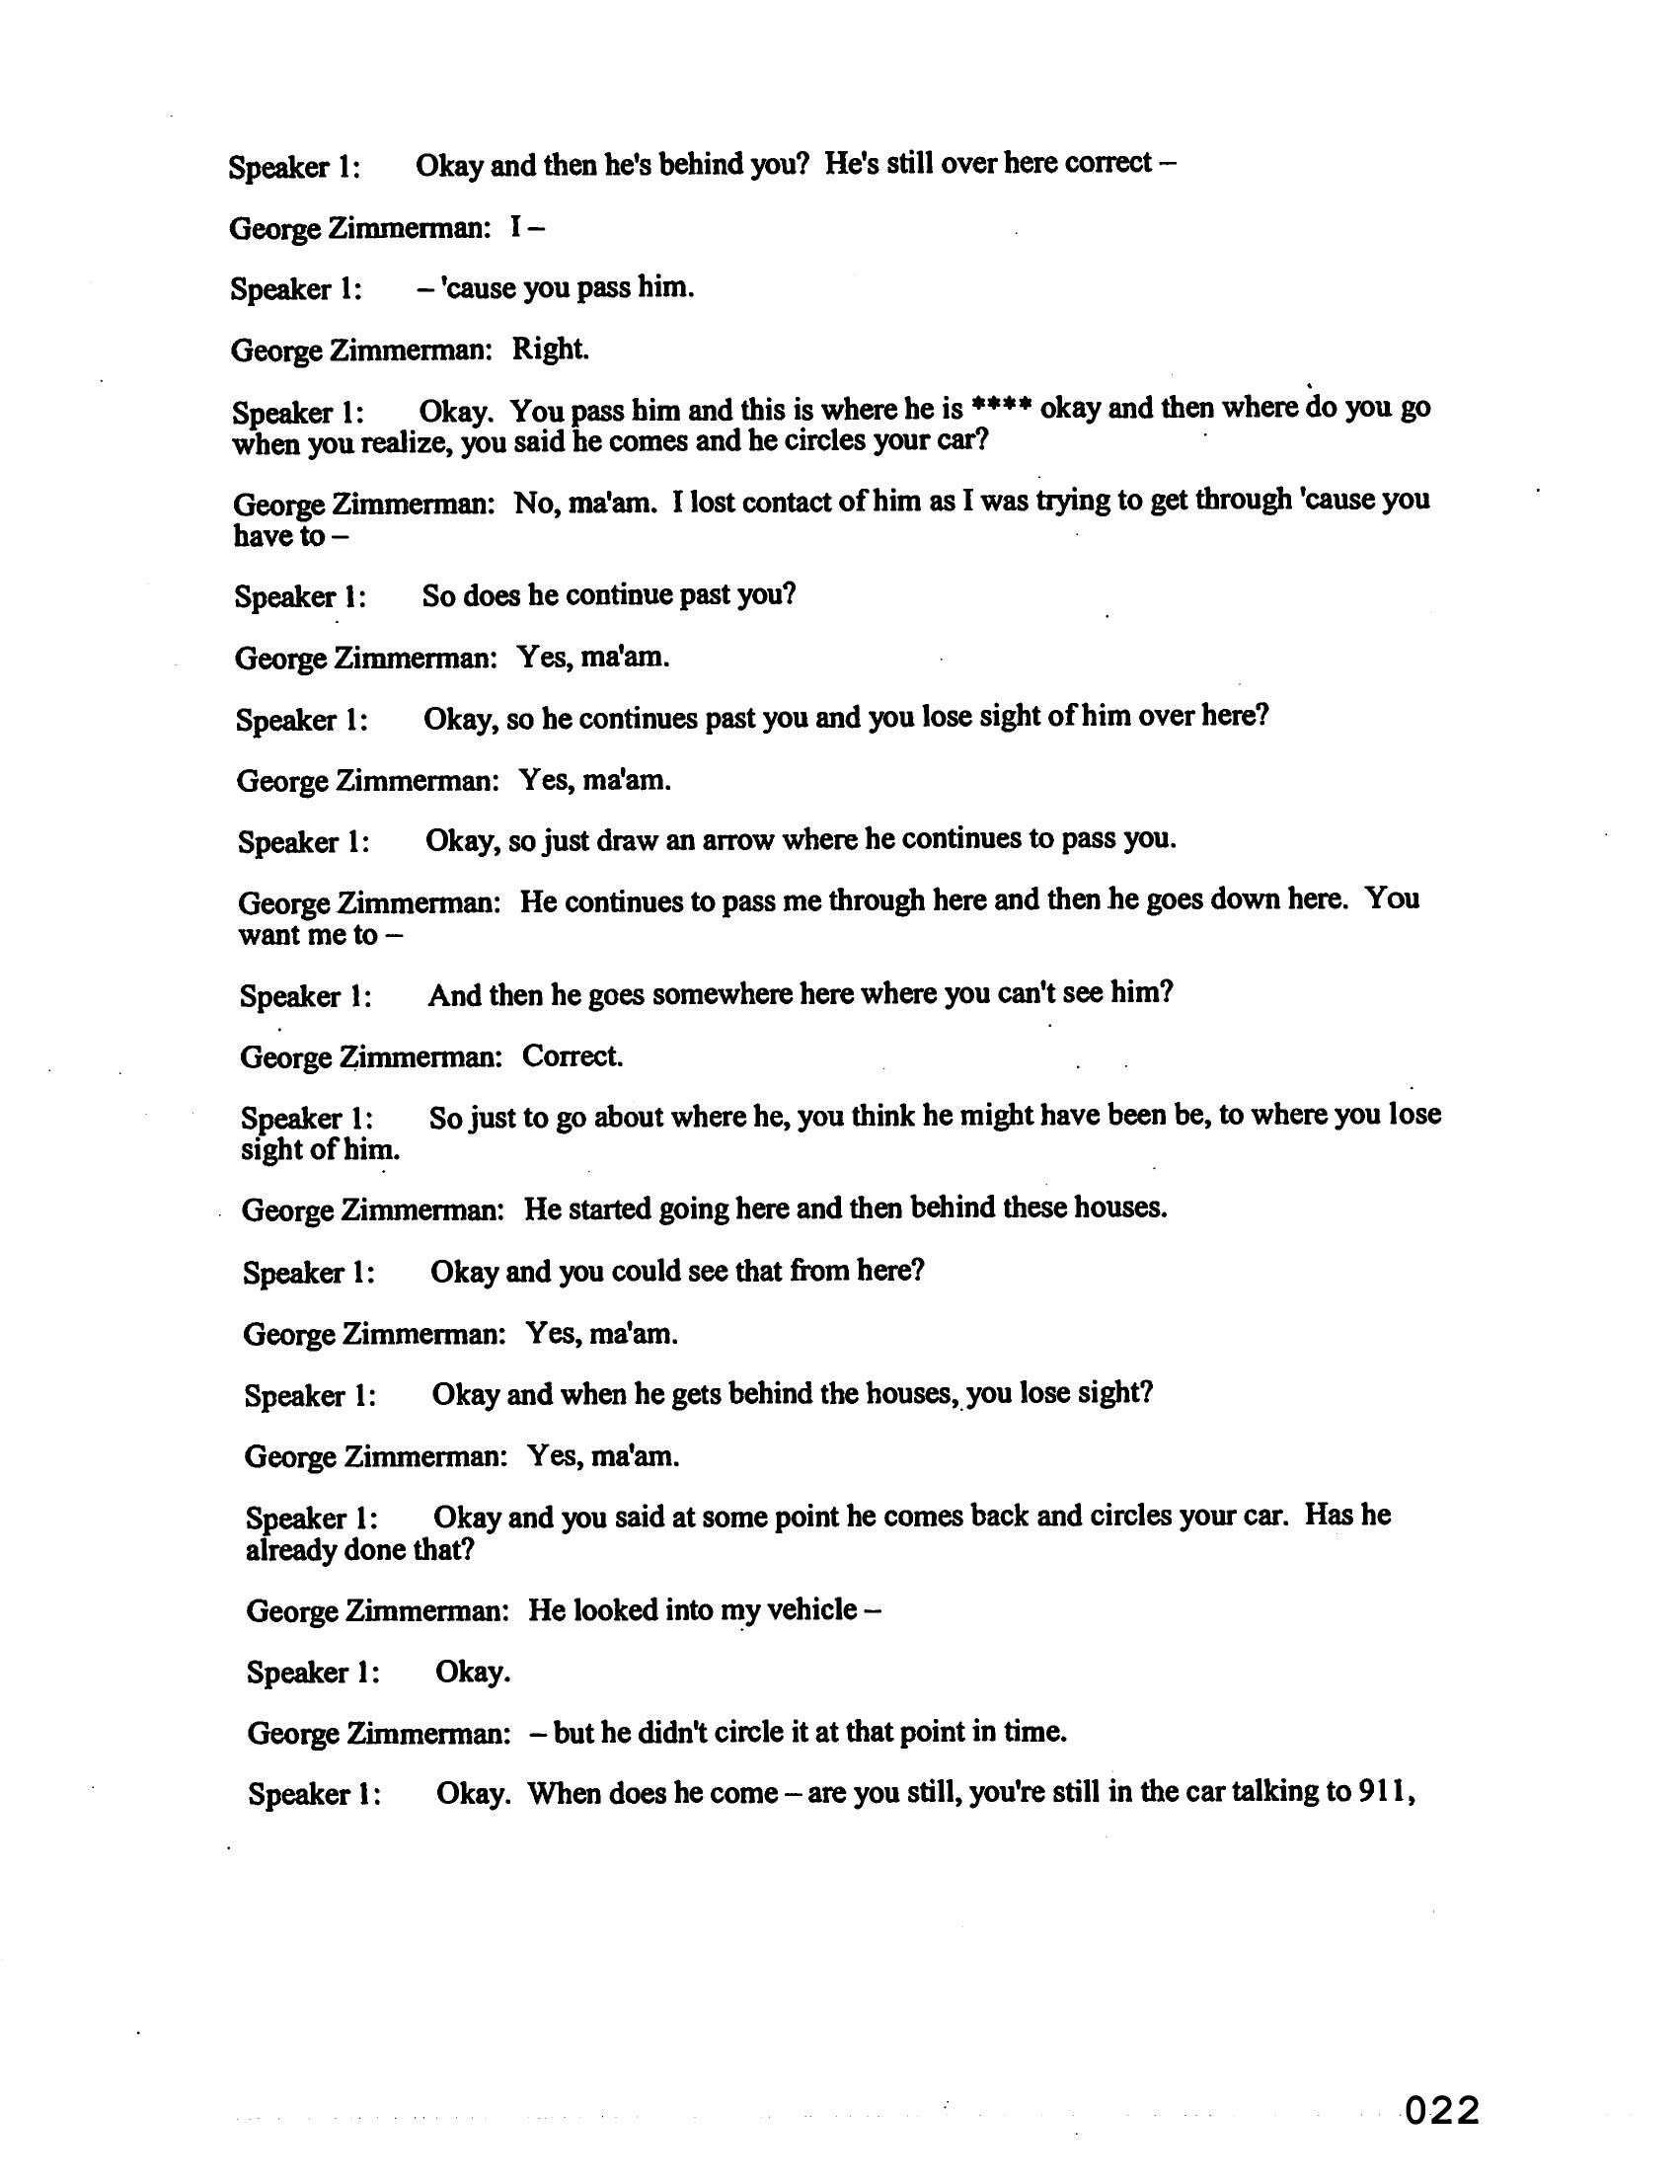 Speaker 1: Okay and then he's behind you? He's still over here correct –
George Zimmerman: I –
Speaker 1: – 'cause you pass him.
George Zimmerman: Right.
Speaker 1: Okay. You pass him and this is where he is **** okay and then where do you go
when you realize, you said he comes and he circles your car?
George Zimmerman: No, ma'am. I lost contact of him as I was trying to get through 'cause you
have to –
Speaker 1: So does he continue past you?
George Zimmerman: Yes, ma'am.
Speaker 1: Okay, so he continues past you and you lose sight of him over here?
George Zimmerman: Yes, ma'am.
Speaker 1: Okay, so just draw an arrow where he continues to pass you.
George Zimmerman: He continues to pass me through here and then he goes down here. You
want me to –
Speaker 1: And then he goes somewhere here where you can't see him?
George Zimmerman: Correct.
Speaker 1: So just to go about where he, you think he might have been be, to where you lose
sight of him.
George Zimmerman: He started going here and then behind these houses.
Speaker 1: Okay and you could see that from here?
George Zimmerman: Yes, ma'am.
Speaker 1: Okay and when he gets behind the houses, you lose sight?
George Zimmerman: Yes, ma'am.
Speaker 1: Okay and you said at some point he comes back and circles your car. Has he
already done that?
George Zimmerman: He looked into my vehicle –
Speaker 1: Okay.
George Zimmerman: – but he didn't circle it at that point in time.
Speaker 1: Okay. When does he come – are you still, you're still in the car talking to 911,
022